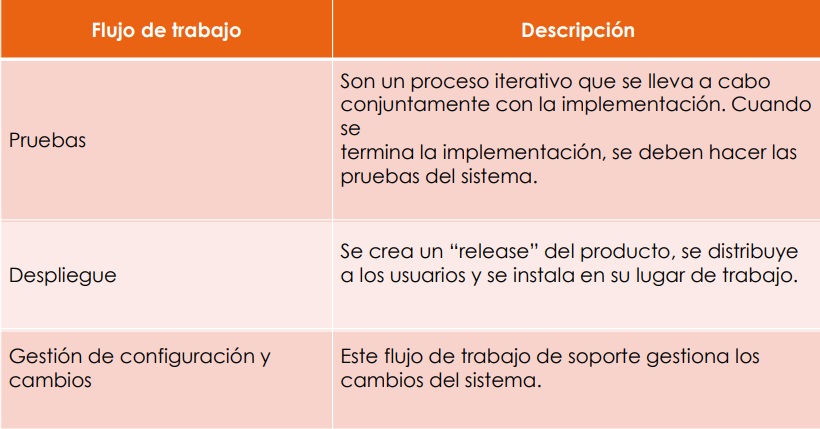 Flujo de trabajo
Descripción
Pruebas
Son un proceso iterativo que se lleva a cabo
conjuntamente con la implementación. Cuando
se
termina la implementación, se deben hacer las
pruebas del sistema.
Despliegue
Se crea un “release” del producto, se distribuye
a los usuarios y se instala en su lugar de trabajo.
Gestión de configuración y
cambios
Este flujo de trabajo de soporte gestiona los
cambios del sistema.